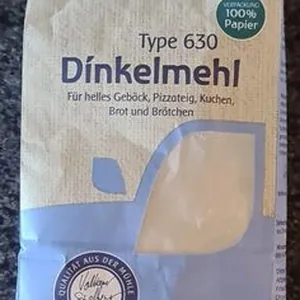 VERPACKUNG
100%
Papier
Type 630
Dinkelmehl
Für helles Gebäck, Pizzateig, Kuchen,
Brot und Brötchen
QUALITÄT AUS DER MÜHLE